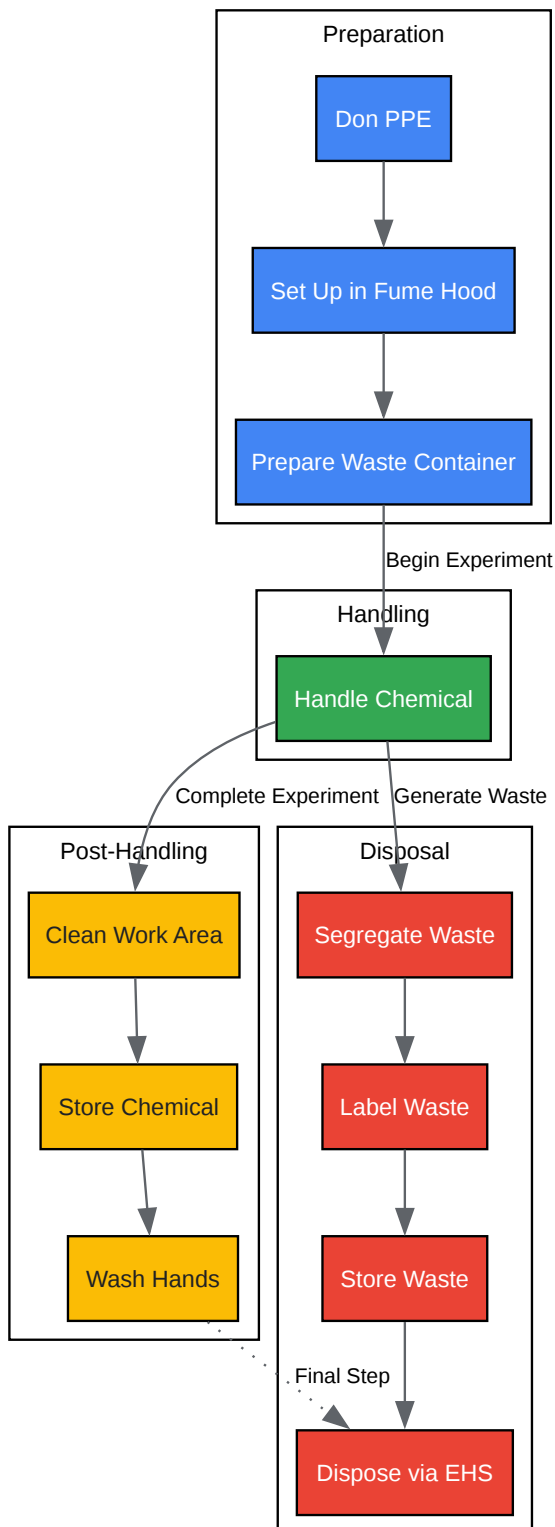 Preparation
Don PPE
Set Up in Fume Hood
Prepare Waste Container
Begin Experiment
Handling
Handle Chemical
Complete Experiment
Generate Waste
Post-Handling
Clean Work Area
Store Chemical
Wash Hands
Disposal
Segregate Waste
Label Waste
Store Waste
Final Step
Dispose via EHS